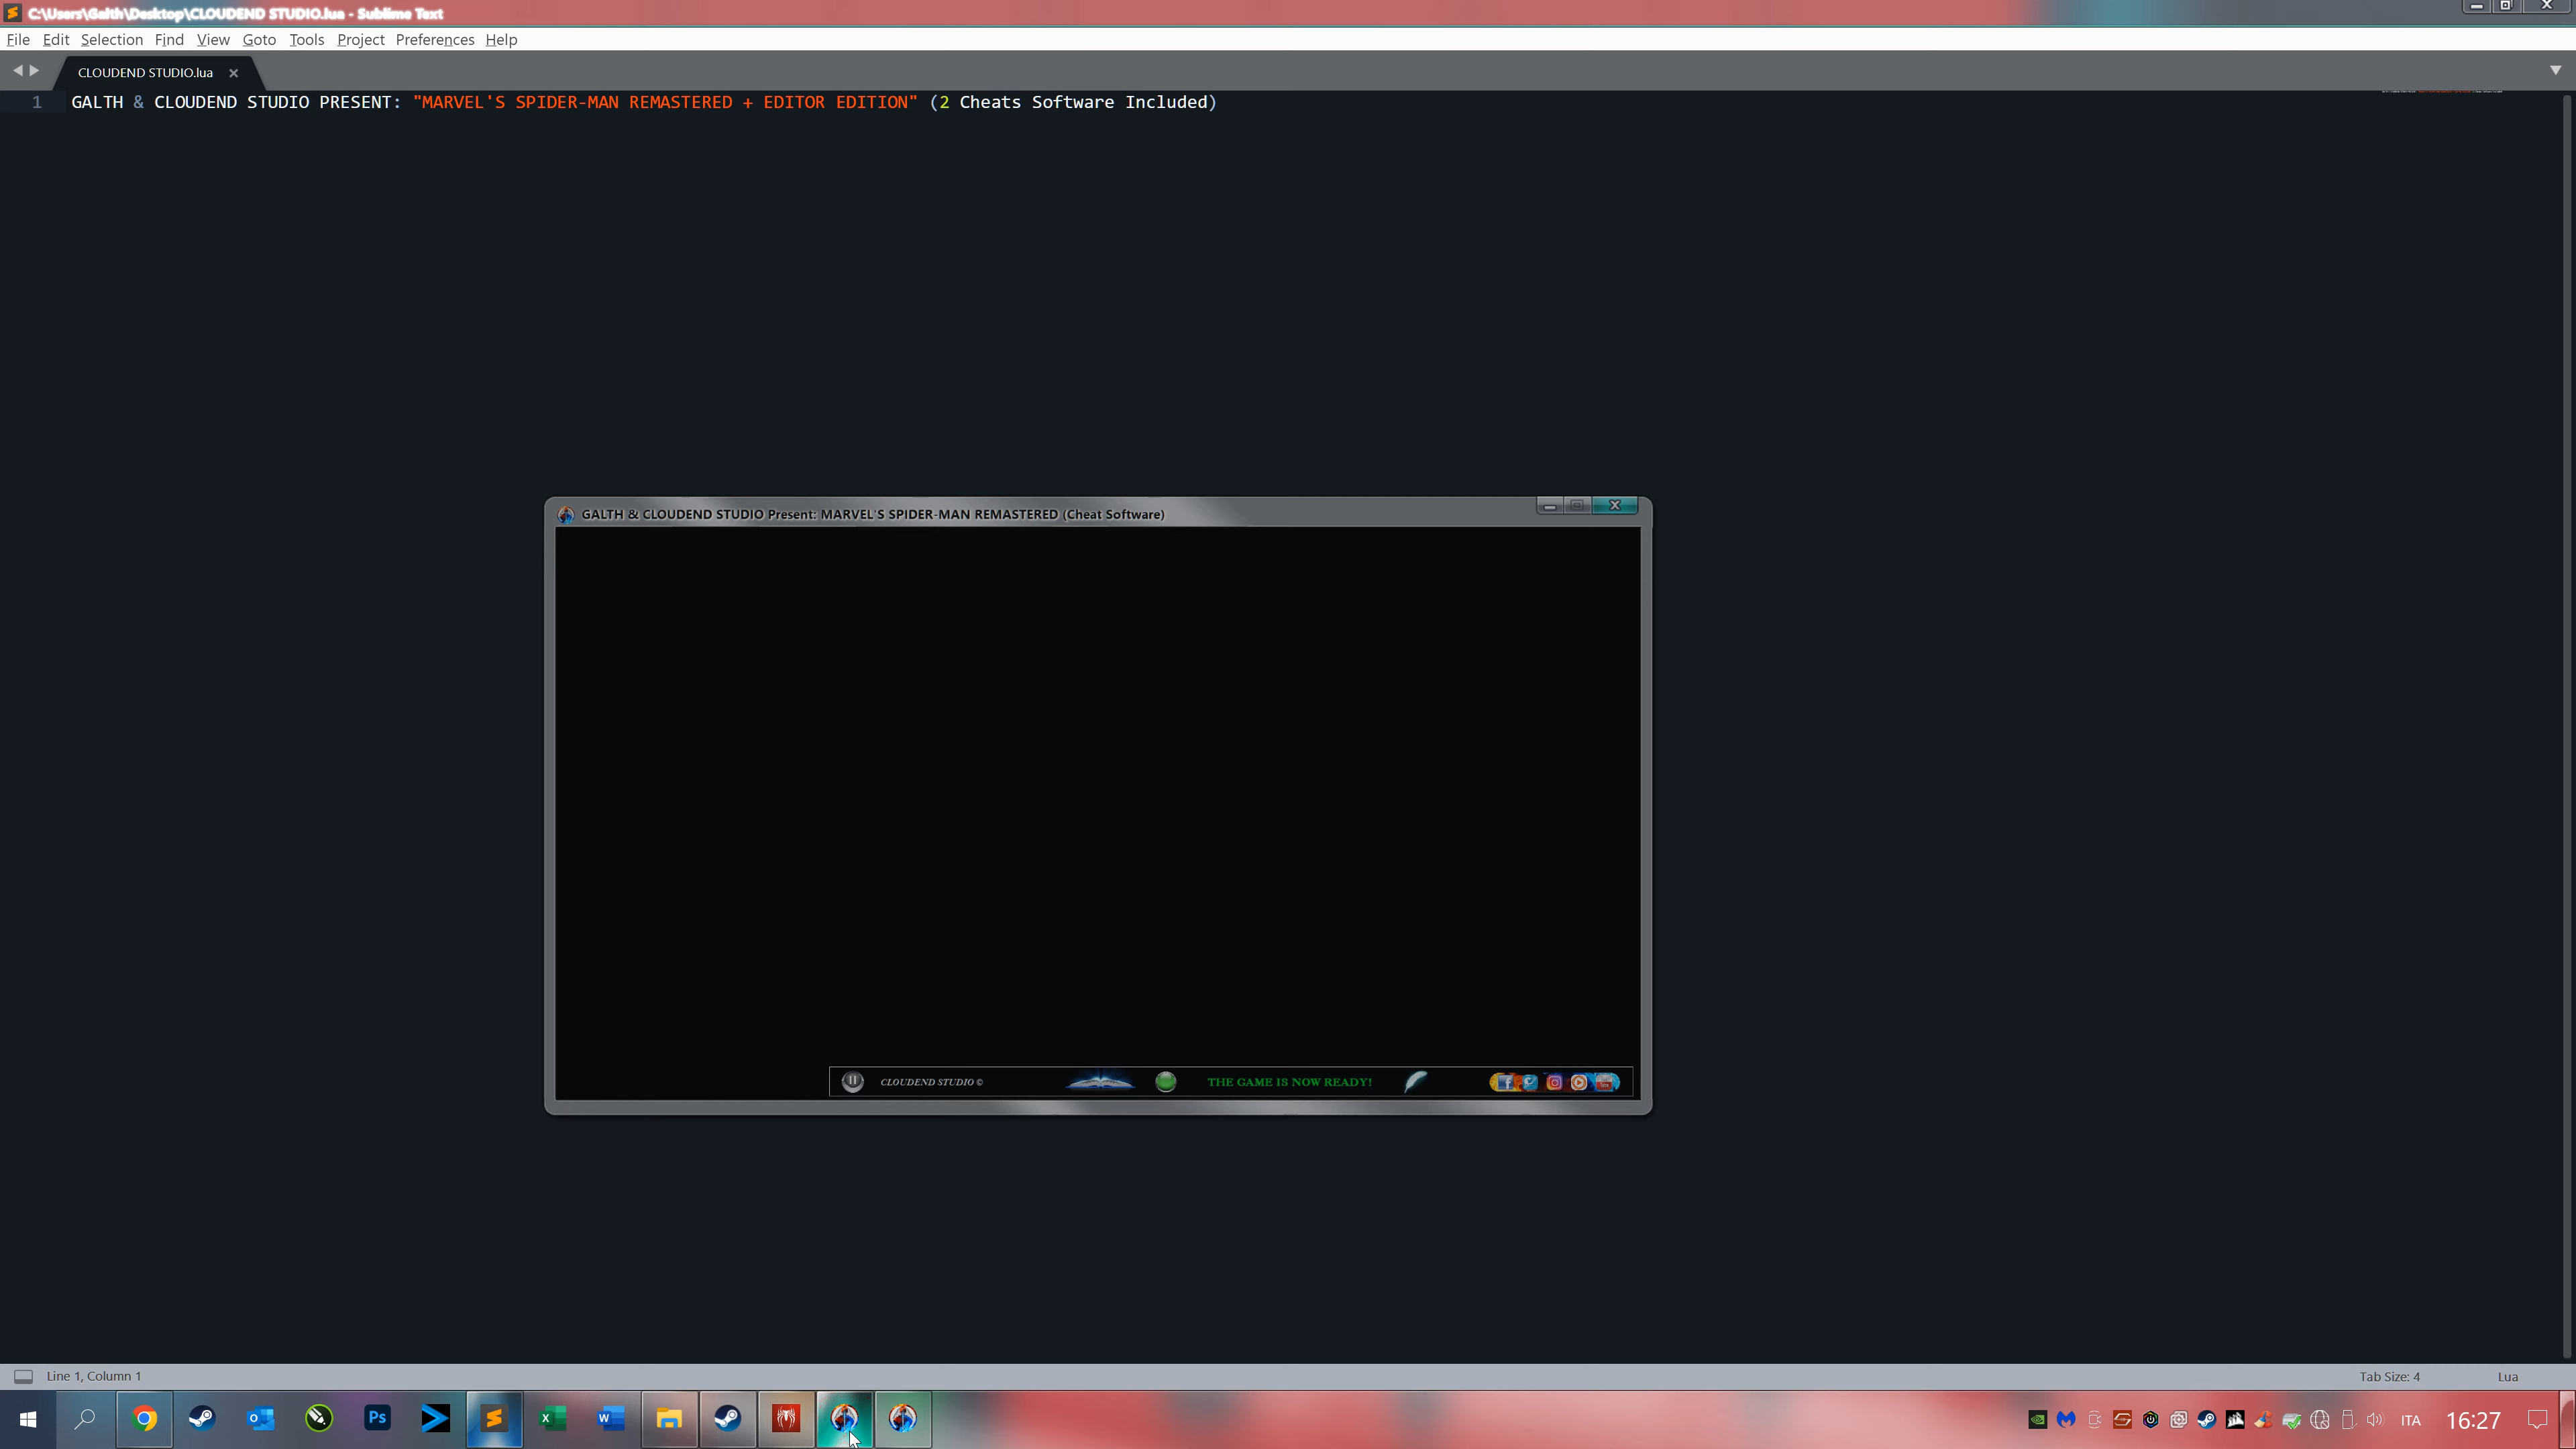 C:\Users\Galth\Desktop\CLOUDEND STUDIO.lua - Sublime Text
File Edit Selection Find View Goto Tools Project Preferences Help
CLOUDEND STUDIO.lua
1 GALTH & CLOUDEND STUDIO PRESENT: "MARVEL'S SPIDER-MAN REMASTERED + EDITOR EDITION" (2 Cheats Software Included)
GALTH & CLOUDEND STUDIO Present: MARVEL'S SPIDER-MAN REMASTERED (Cheat Software)
CLOUDEND STUDIO © THE GAME IS NOW READY!
Line 1, Column 1 Tab Size: 4 Lua
Ps
ITA 16:27